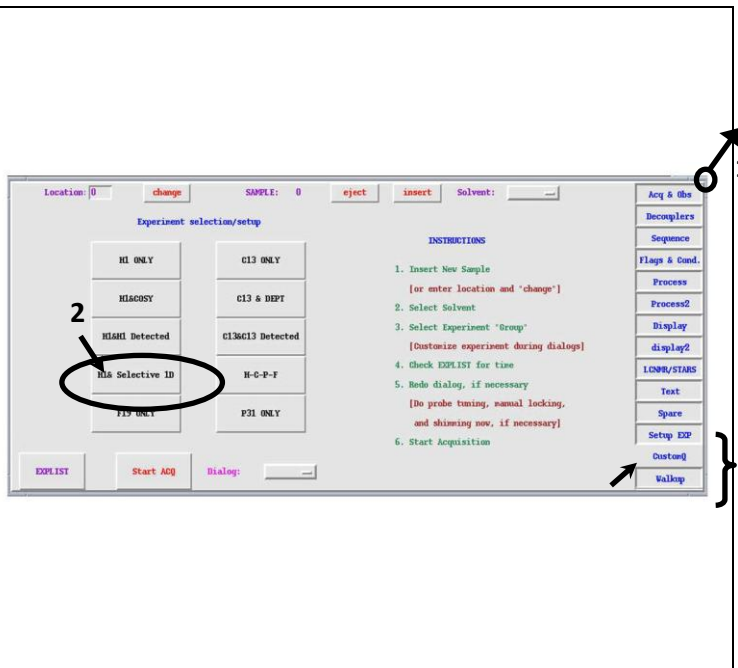 Location: 0 change SAMPLE: 0 eject insert Solvent: Acq & Obs
Experiment selection/setup Decouplers
INSTRUCTIONS Sequence
H1 ONLY C13 ONLY Flags & Cond.
1. Insert New Sample
[or enter location and 'change'] Process
H1&COSY C13 & DEPT Process2
2. Select Solvent
2
3. Select Experiment 'Group' Display
H1&H1 Detected C13&C13 Detected
[Customize experiment during dialogs] display2
4. Check EXPLIST for time LCNMR/STARS
H1& Selective 1D H-C-P-F
5. Redo dialog, if necessary Text
[Do probe tuning, manual locking,
F19 ONLY P31 ONLY Spare
and shimming now, if necessary]
Setup EXP
6. Start Acquisition
CustomQ
EXPLIST Start ACQ Dialog:
Walkup